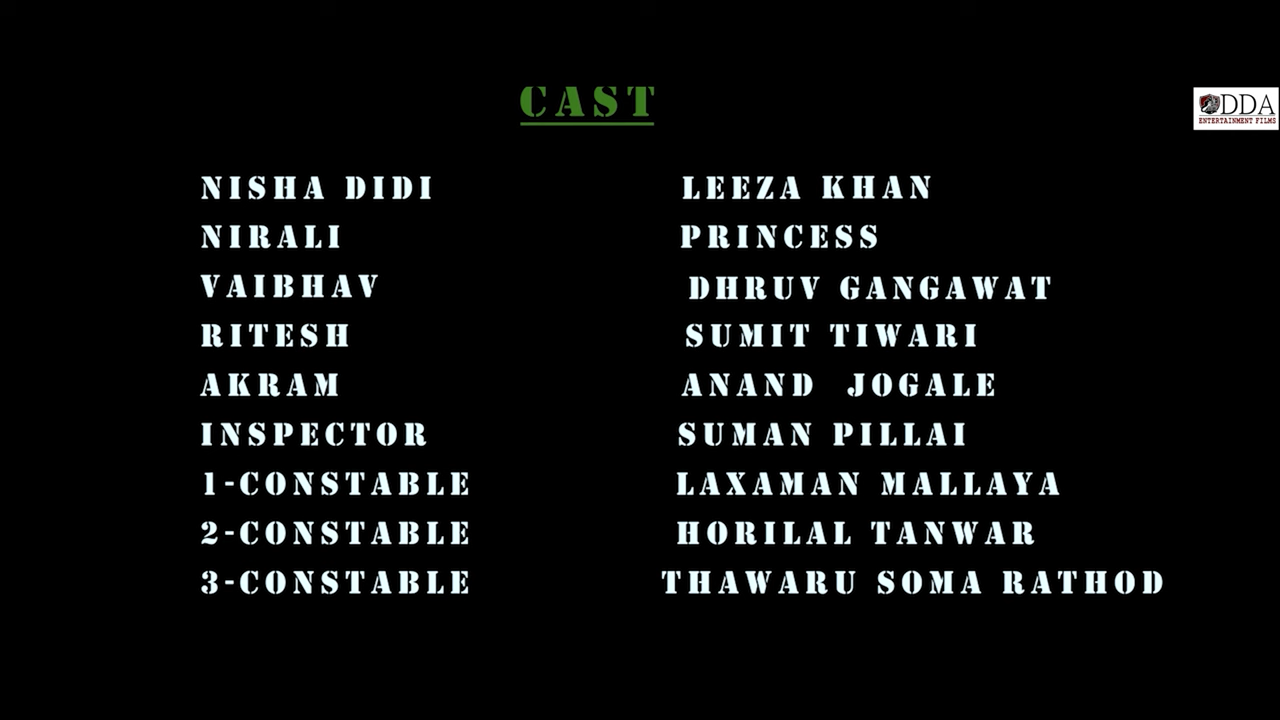 CAST
DDA
ENTERTAINMENT FILMS
NISHA DIDI LEEZA KHAN
NIRALI PRINCESS
VAIBHAV DHRUV GANGAWAT
RITESH SUMIT TIWARI
AKRAM ANAND JOGALE
INSPECTOR SUMAN PILLAI
1-CONSTABLE LAXAMAN MALLAYA
2-CONSTABLE HORILAL TANWAR
3-CONSTABLE THAWARU SOMA RATHOD